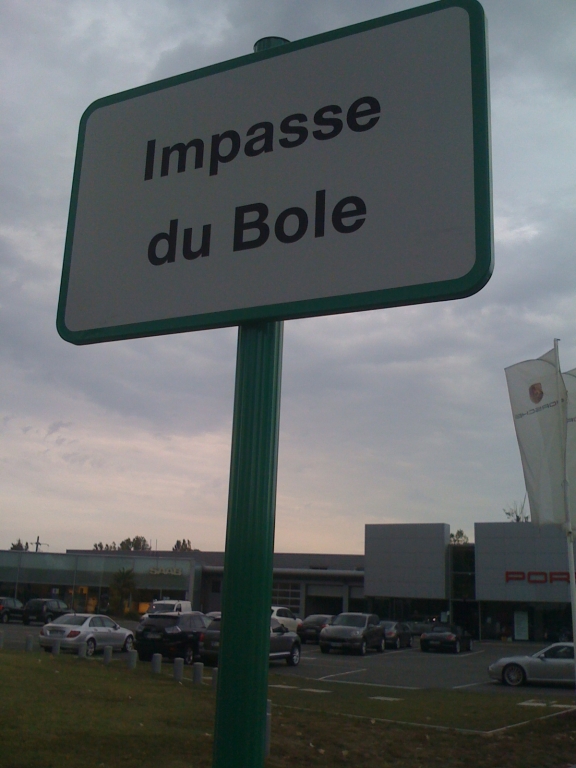 Impasse
du Bole
POR